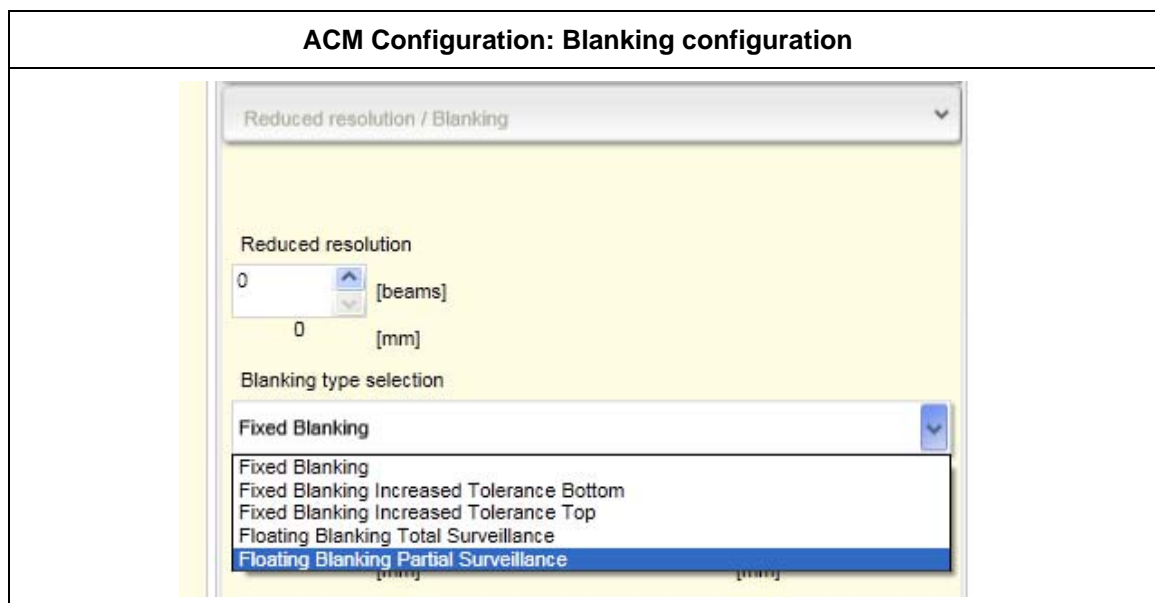 ACM Configuration: Blanking configuration
Reduced resolution / Blanking
Reduced resolution
0
[beams]
0
[mm]
Blanking type selection
Fixed Blanking
Fixed Blanking
Fixed Blanking Increased Tolerance Bottom
Fixed Blanking Increased Tolerance Top
Floating Blanking Total Surveillance
Floating Blanking Partial Surveillance
[mm] [mm]